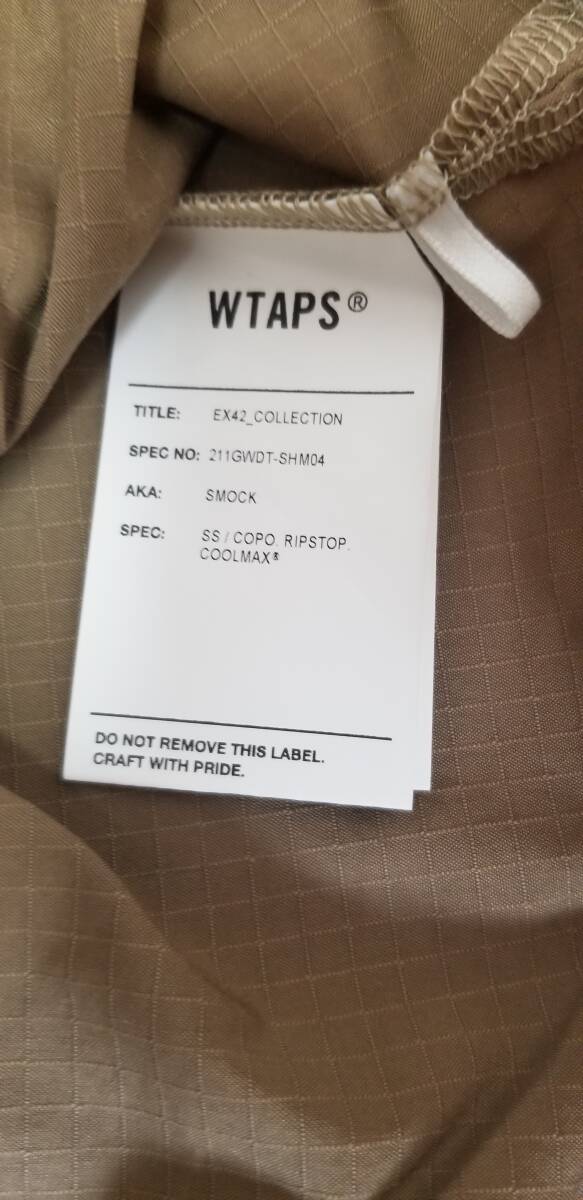 WTAPS®
TITLE: EX42_COLLECTION
SPEC NO: 211GWDT-SHM04
AKA: SMOCK
SPEC: SS / COPO. RIPSTOP.
COOLMAX®
DO NOT REMOVE THIS LABEL.
CRAFT WITH PRIDE.